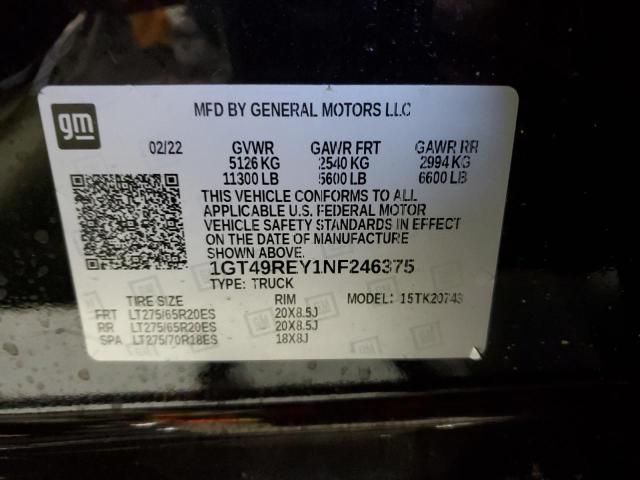 gm
MFD BY GENERAL MOTORS LLC
02/22 GVWR GAWR FRT GAWR RR
5126 KG 2540 KG 2994 KG
11300 LB 5600 LB 6600 LB
THIS VEHICLE CONFORMS TO ALL
APPLICABLE U.S. FEDERAL MOTOR
VEHICLE SAFETY STANDARDS IN EFFECT
ON THE DATE OF MANUFACTURE
SHOWN ABOVE.
1GT49REY1NF246375
TYPE: TRUCK
TIRE SIZE RIM MODEL: 15TK20743
FRT LT275/65R20ES 20X8.5J
RR LT275/65R20ES 20X8.5J
SPA LT275/70R18ES 18X8J